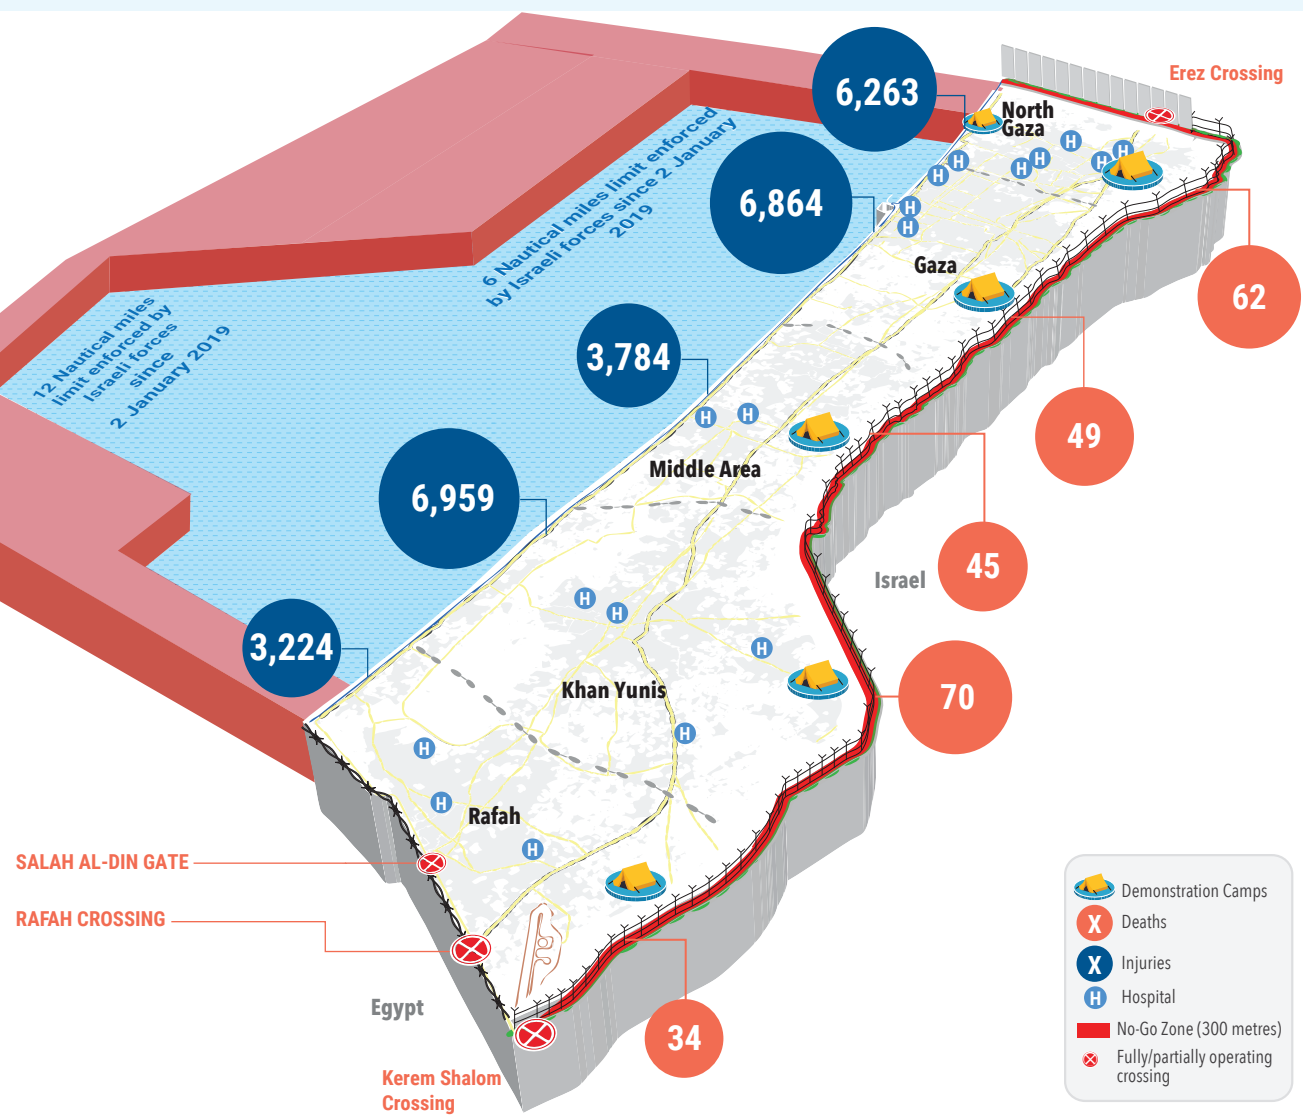 Erez Crossing
6,263
North
Gaza
6 Nautical miles limit enforced
by Israeli forces since 2 January
2019
6,864
H
H
H
H
H
H
H
H
H
Gaza
62
12 Nautical miles
limit enforced by
Israeli forces
since
2 January 2019
3,784
H
H
49
Middle Area
6,959
Israel
45
H
H
H
3,224
Khan Yunis
70
H
H
H
Rafah
H
SALAH AL-DIN GATE
RAFAH CROSSING
Egypt
34
Kerem Shalom
Crossing
Demonstration Camps
X
Deaths
X
Injuries
H
Hospital
No-Go Zone (300 metres)
Fully/partially operating
crossing